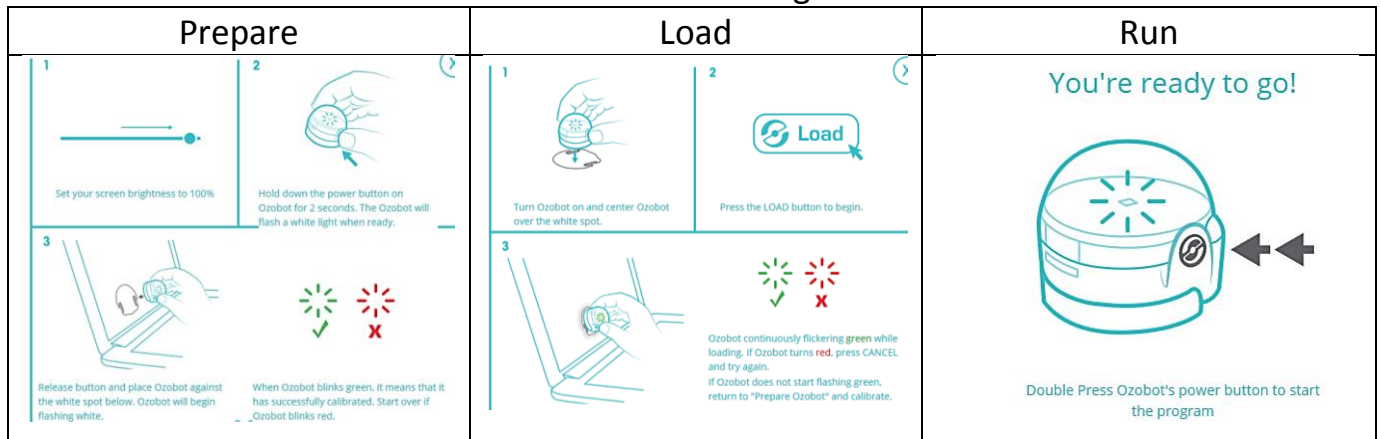 Prepare
Load
Run
1
2
Set your screen brightness to 100%
Hold down the power button on
Ozobot for 2 seconds. The Ozobot will
flash a white light when ready.
3
Release button and place Ozobot against
the white spot below. Ozobot will begin
flashing white.
When Ozobot blinks green, it means that it
has successfully calibrated. Start over if
Ozobot blinks red.
1
2
Load
Turn Ozobot on and center Ozobot
over the white spot.
Press the LOAD button to begin.
3
Ozobot continuously flickering green while
loading. If Ozobot turns red, press CANCEL
and try again.
If Ozobot does not start flashing green,
return to "Prepare Ozobot" and calibrate.
You're ready to go!
Double Press Ozobot's power button to start
the program